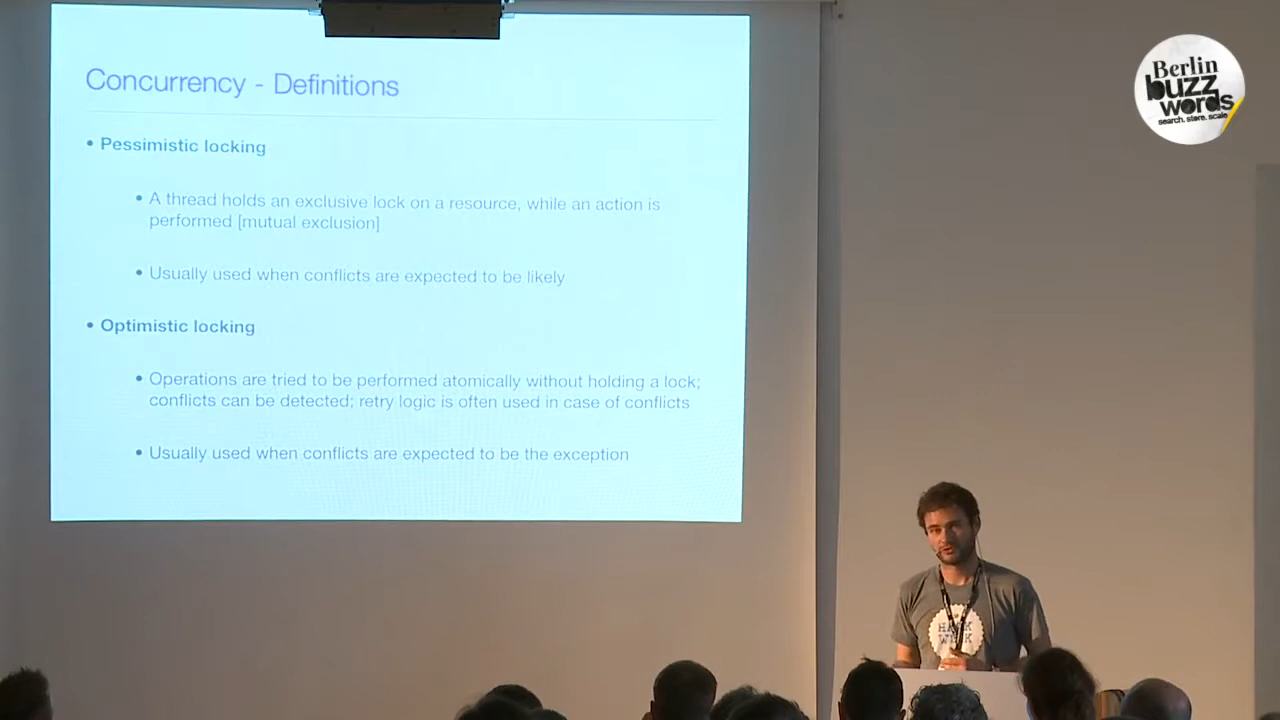 Concurrency - Definitions
• Pessimistic locking
• A thread holds an exclusive lock on a resource, while an action is
performed [mutual exclusion]
• Usually used when conflicts are expected to be likely
• Optimistic locking
• Operations are tried to be performed atomically without holding a lock;
conflicts can be detected; retry logic is often used in case of conflicts
• Usually used when conflicts are expected to be the exception
Berlin
buzz
words
search. store. scale
HACK
WEEK